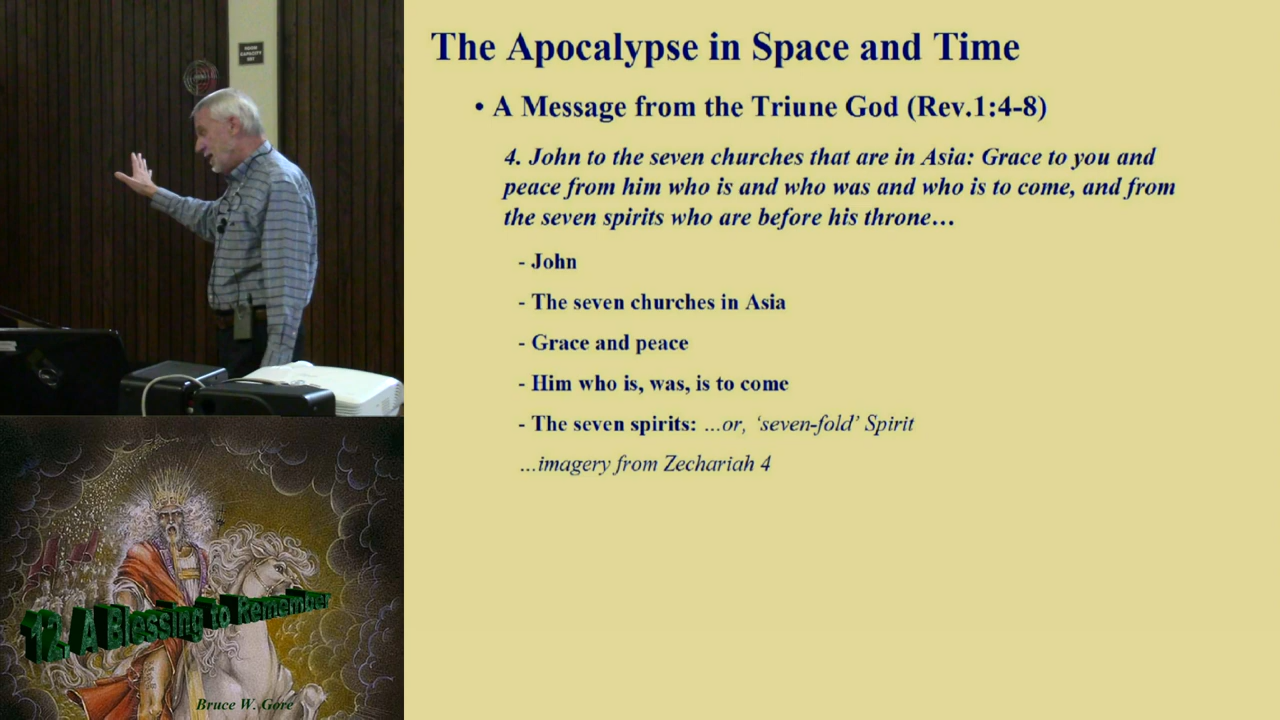 The Apocalypse in Space and Time
• A Message from the Triune God (Rev.1:4-8)
4. John to the seven churches that are in Asia: Grace to you and
peace from him who is and who was and who is to come, and from
the seven spirits who are before his throne…
- John
- The seven churches in Asia
- Grace and peace
- Him who is, was, is to come
- The seven spirits: …or, ‘seven-fold’ Spirit
…imagery from Zechariah 4
ROOM
CAPACITY
12. A Blessing to Remember
Bruce W. Gore